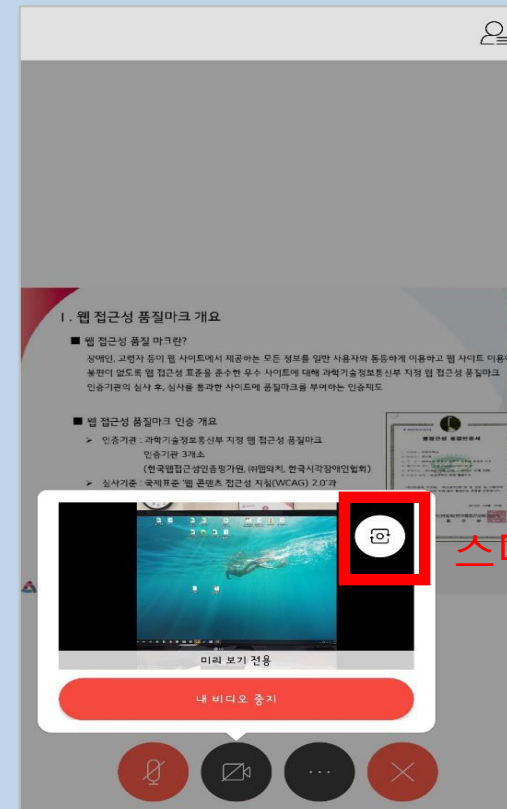 Ⅰ. 웹 접근성 품질마크 개요
■ 웹 접근성 품질 마크란?
장애인, 고령자 등이 웹 사이트에서 제공하는 모든 정보를 일반 사용자와 동등하게 이용하고 웹 사이트 이용에
불편이 없도록 웹 접근성 표준을 준수한 우수 사이트에 대해 과학기술정보통신부 지정 웹 접근성 품질마크
인증기관의 심사 후, 심사를 통과한 사이트에 품질마크를 부여하는 인증제도
■ 웹 접근성 품질마크 인증 개요
➢ 인증기관 : 과학기술정보통신부 지정 웹 접근성 품질마크
인증기관 3개소
(한국웹접근성인증평가원, ㈜웹와치, 한국시각장애인협회)
➢ 심사기준 : 국제표준 '웹 콘텐츠 접근성 지침(WCAG) 2.0'과
미리 보기 전용
내 비디오 중지